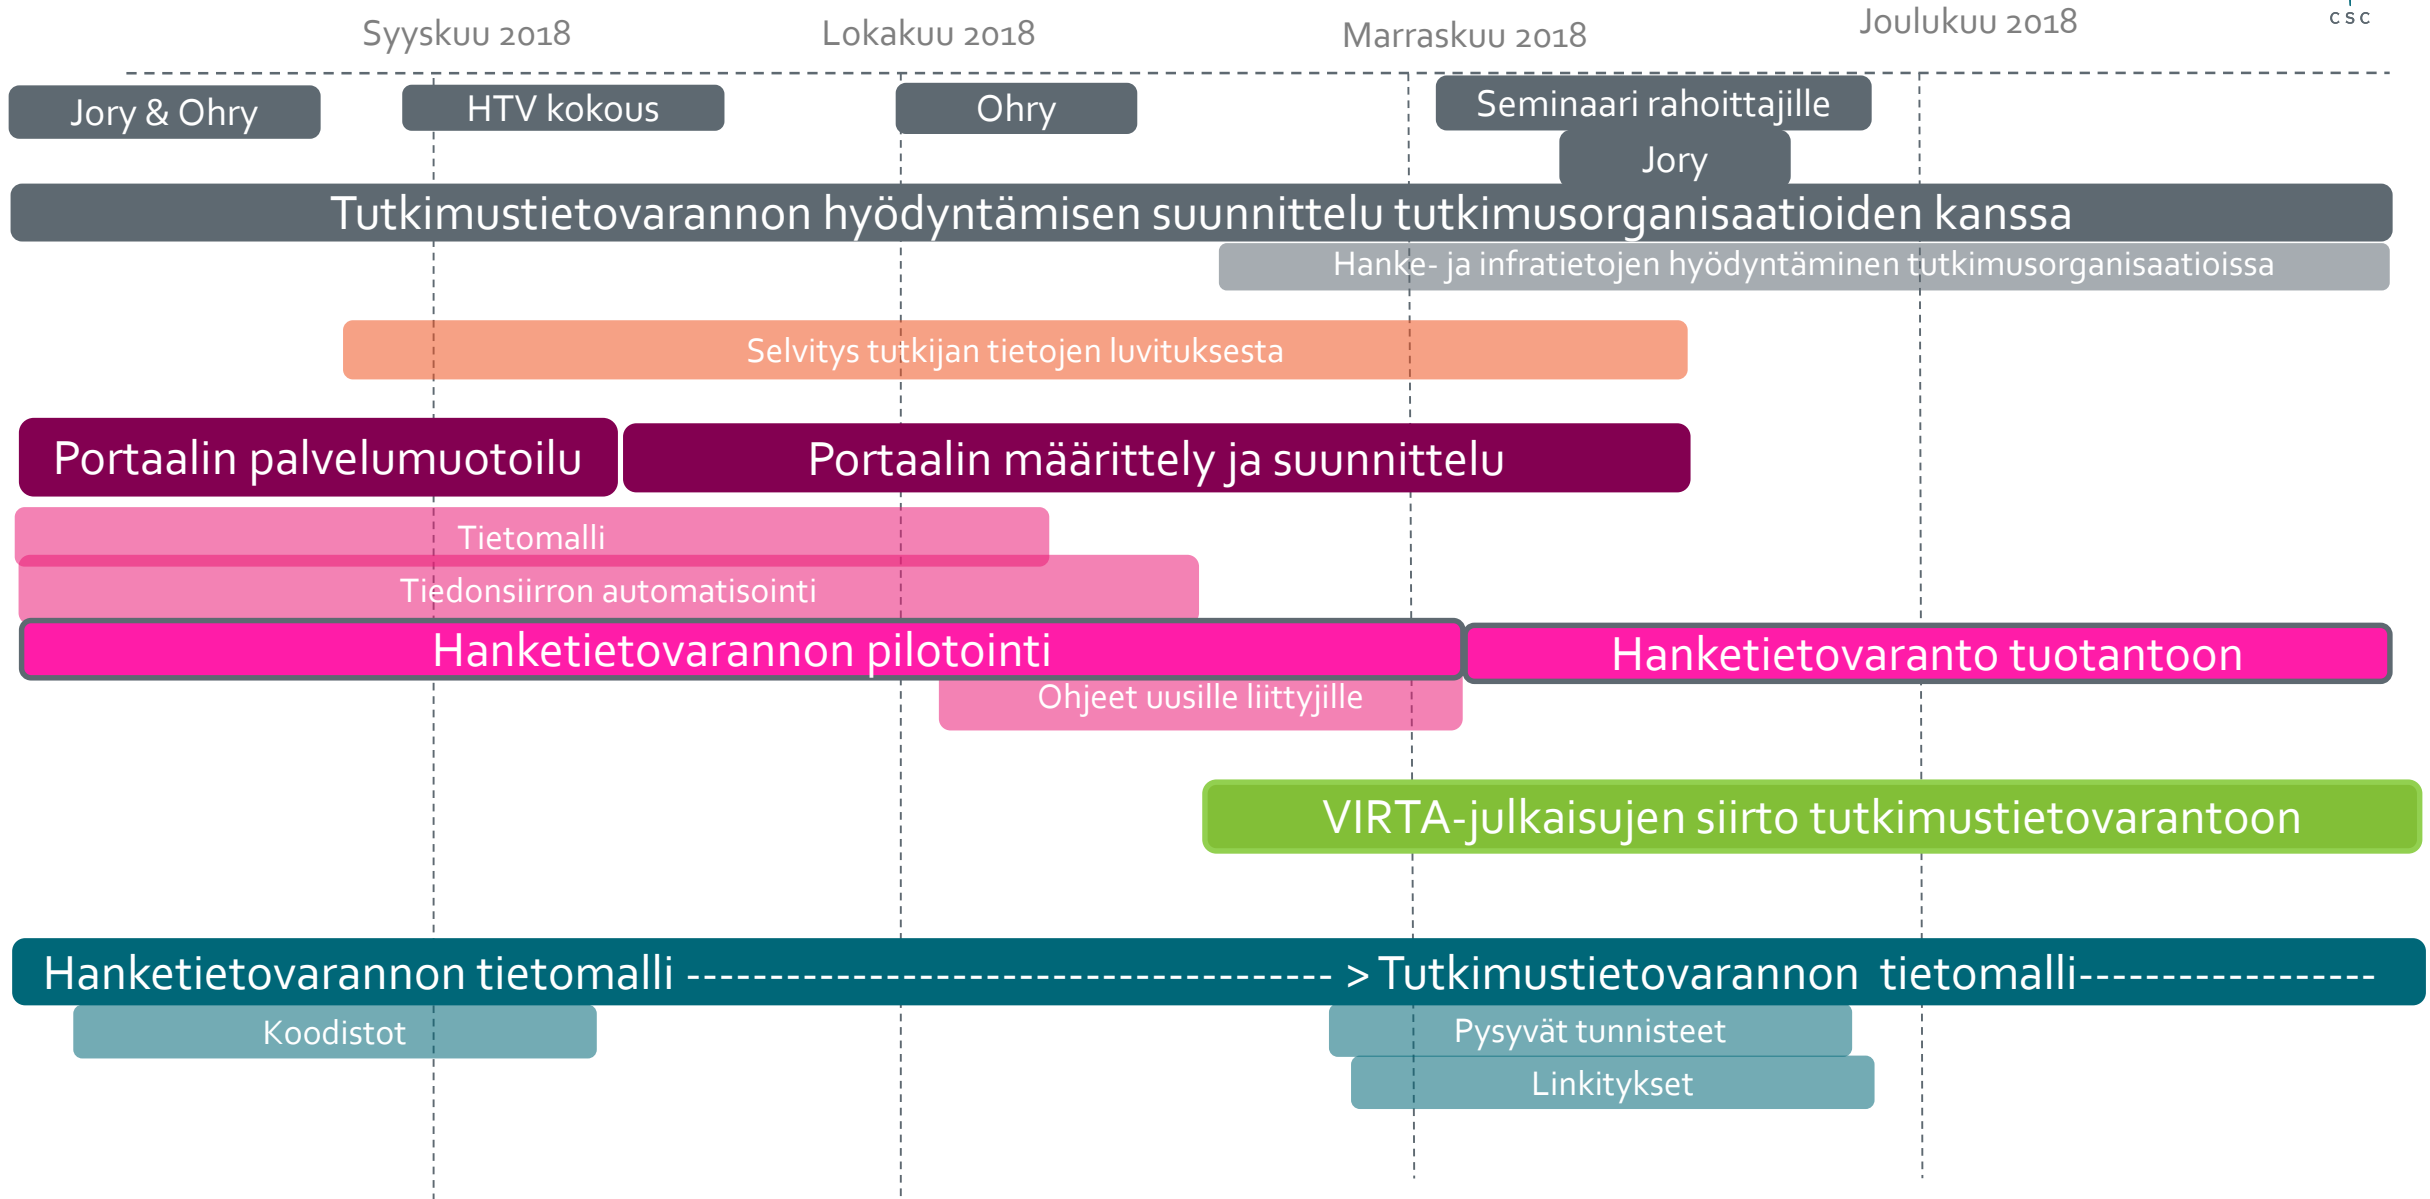 Syyskuu 2018
Lokakuu 2018
Marraskuu 2018
Joulukuu 2018
csc
Jory & Ohry
HTV kokous
Ohry
Seminaari rahoittajille
Jory
Tutkimustietovarannon hyödyntämisen suunnittelu tutkimusorganisaatioiden kanssa
Hanke- ja infratietojen hyödyntäminen tutkimusorganisaatioissa
Selvitys tutkijan tietojen luvituksesta
Portaalin palvelumuotoilu
Portaalin määrittely ja suunnittelu
Tietomalli
Tiedonsiirron automatisointi
Hanketietovarannon pilotointi
Hanketietovaranto tuotantoon
Ohjeet uusille liittyjille
VIRTA-julkaisujen siirto tutkimustietovarantoon
Hanketietovarannon tietomalli --------------------------------------- > Tutkimustietovarannon tietomalli------------------
Koodistot
Pysyvät tunnisteet
Linkitykset